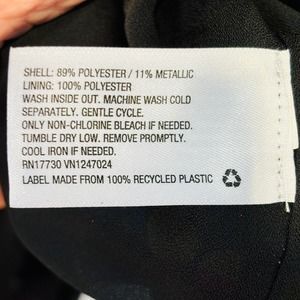 SHELL: 89% POLYESTER / 11% METALLIC
LINING: 100% POLYESTER
WASH INSIDE OUT. MACHINE WASH COLD
SEPARATELY. GENTLE CYCLE.
ONLY NON-CHLORINE BLEACH IF NEEDED.
TUMBLE DRY LOW. REMOVE PROMPTLY.
COOL IRON IF NEEDED.
RN17730 VN1247024
LABEL MADE FROM 100% RECYCLED PLASTIC